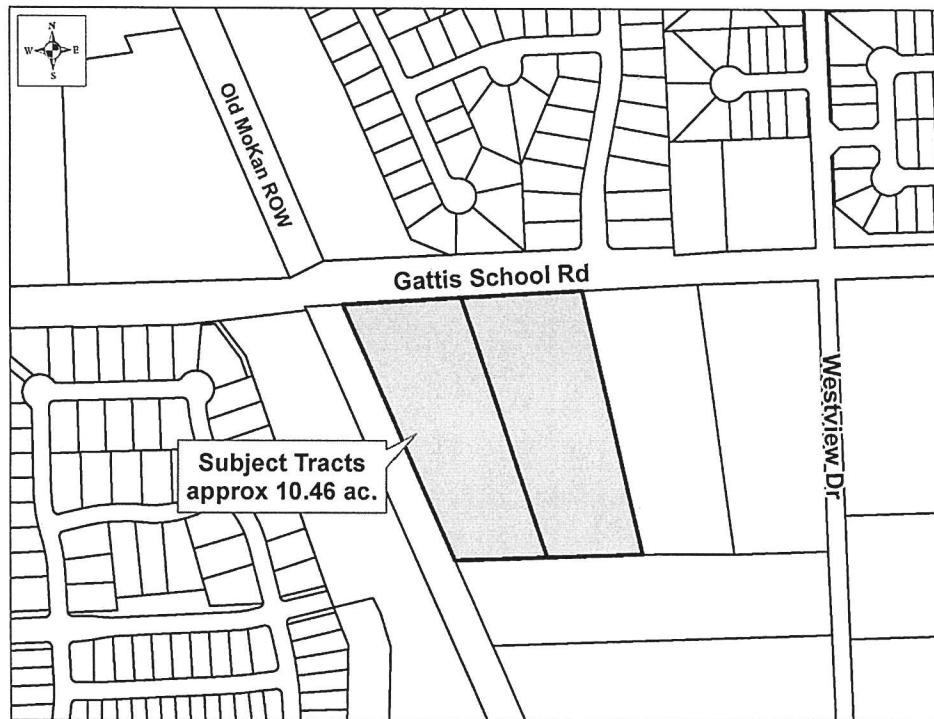 N
W E
S
Old MoKan ROW
Gattis School Rd
Westview Dr
Subject Tracts
approx 10.46 ac.